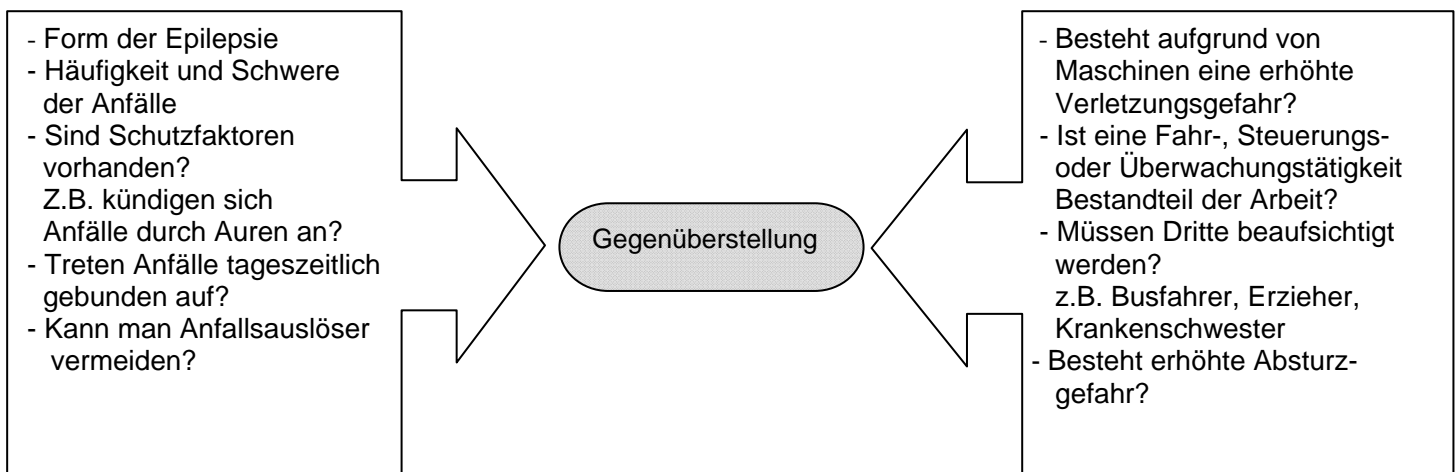 - Form der Epilepsie
- Häufigkeit und Schwere
der Anfälle
- Sind Schutzfaktoren
vorhanden?
Z.B. kündigen sich
Anfälle durch Auren an?
- Treten Anfälle tageszeitlich
gebunden auf?
- Kann man Anfallsauslöser
vermeiden?
Gegenüberstellung
- Besteht aufgrund von
Maschinen eine erhöhte
Verletzungsgefahr?
- Ist eine Fahr-, Steuerungs-
oder Überwachungstätigkeit
Bestandteil der Arbeit?
- Müssen Dritte beaufsichtigt
werden?
z.B. Busfahrer, Erzieher,
Krankenschwester
- Besteht erhöhte Absturz-
gefahr?